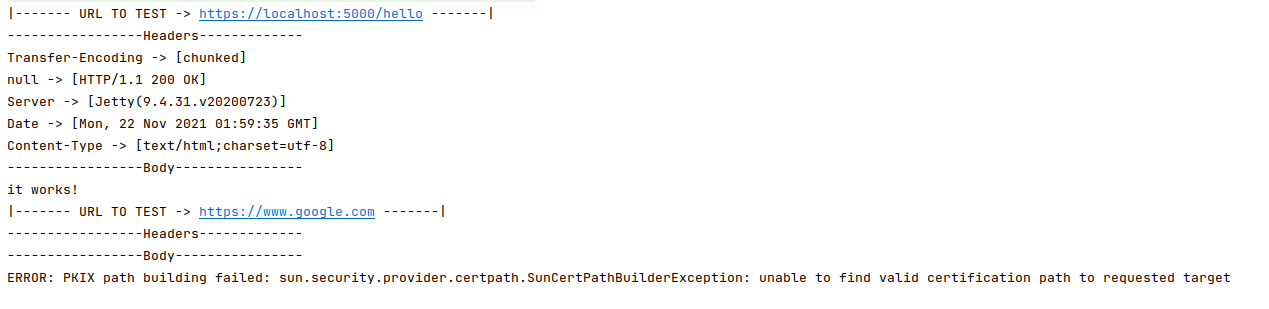 |------- URL TO TEST -> https://localhost:5000/hello -------|
-----------------Headers-------------
Transfer-Encoding -> [chunked]
null -> [HTTP/1.1 200 OK]
Server -> [Jetty(9.4.31.v20200723)]
Date -> [Mon, 22 Nov 2021 01:59:35 GMT]
Content-Type -> [text/html;charset=utf-8]
-----------------Body----------------
it works!
|------- URL TO TEST -> https://www.google.com -------|
-----------------Headers-------------
-----------------Body----------------
ERROR: PKIX path building failed: sun.security.provider.certpath.SunCertPathBuilderException: unable to find valid certification path to requested target